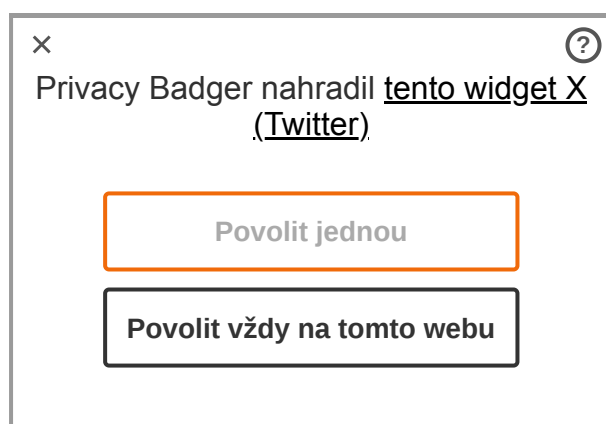 ×
?
Privacy Badger nahradil tento widget X
(Twitter)
Povolit jednou
Povolit vždy na tomto webu